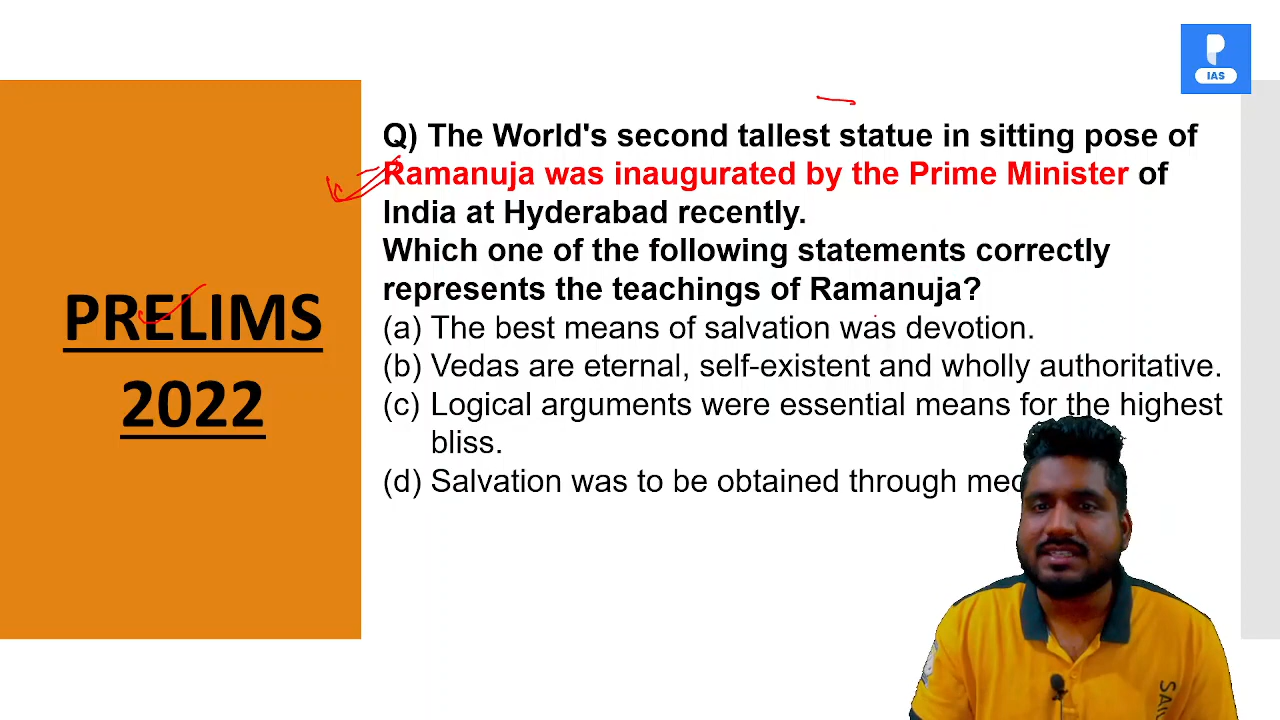 IAS
Q) The World's second tallest statue in sitting pose of
Ramanuja was inaugurated by the Prime Minister of
India at Hyderabad recently.
Which one of the following statements correctly
represents the teachings of Ramanuja?
(a) The best means of salvation was devotion.
(b) Vedas are eternal, self-existent and wholly authoritative.
(c) Logical arguments were essential means for the highest
bliss.
(d) Salvation was to be obtained through
PRELIMS
2022